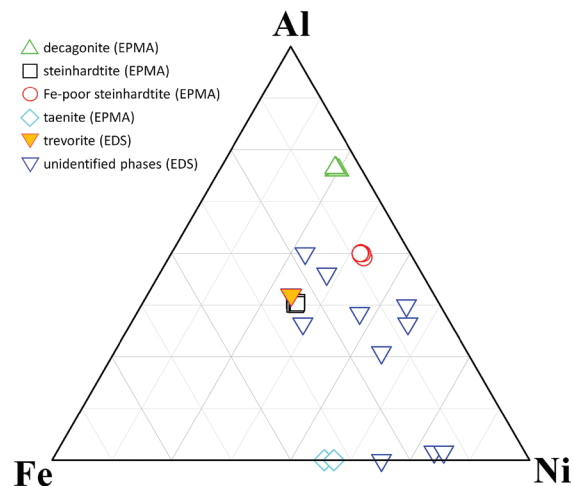 Al
decagonite (EPMA)
steinhardtite (EPMA)
Fe-poor steinhardtite (EPMA)
taenite (EPMA)
trevorite (EDS)
unidentified phases (EDS)
Fe
Ni